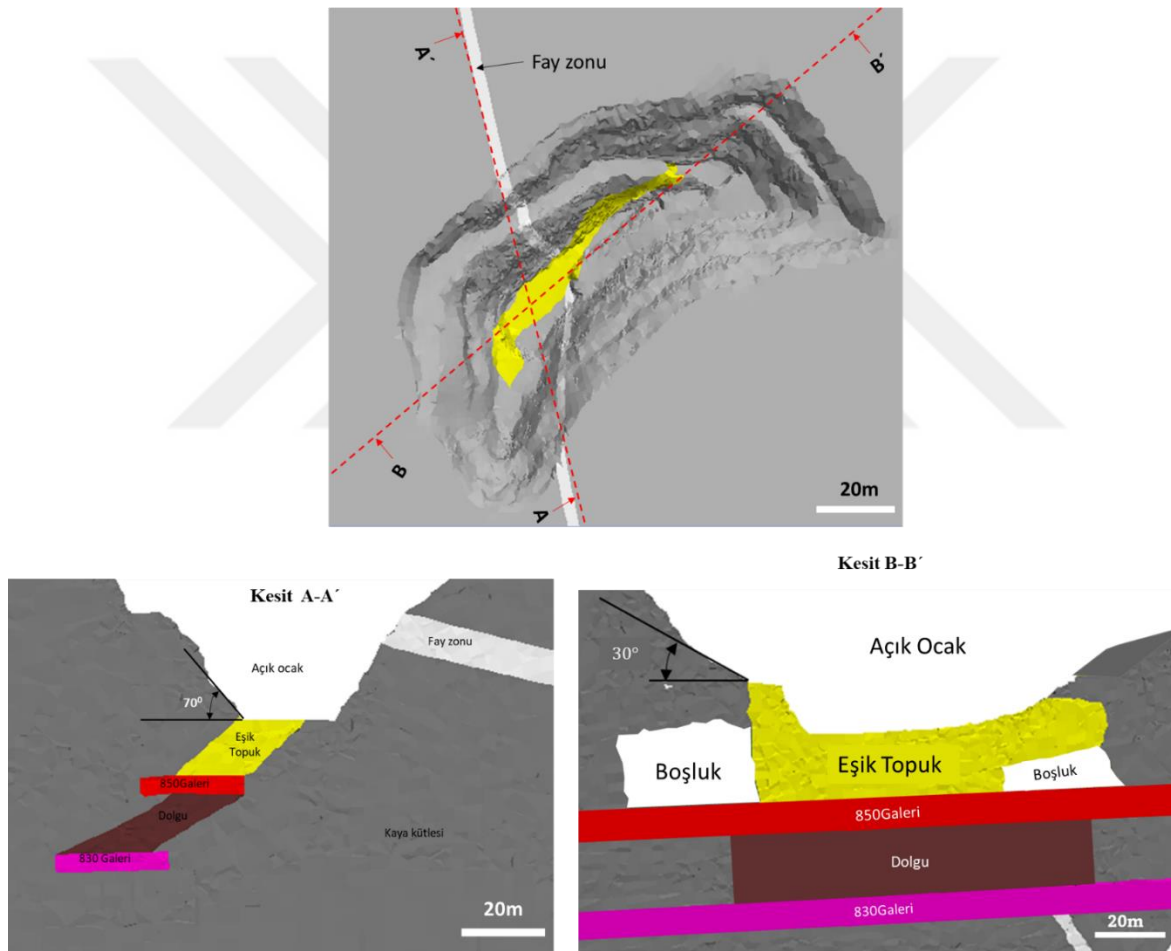 A´
Fay zonu
B´
B
A
20m
Kesit B-B´
Kesit A-A´
Açık ocak
Fay zonu
70⁰
Eşik
Topuk
850Galeri
Dolgu
830 Galeri
Kaya kütlesi
20m
Açık Ocak
30°
Boşluk
Eşik Topuk
Boşluk
850Galeri
Dolgu
830Galeri
20m